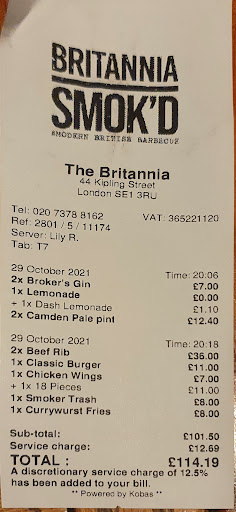 BRITANNIA
SMOK'D
MODERN BRITISH BARBECUE
The Britannia
44 Kipling Street
London SE1 3RU
Tel: 020 7378 8162 VAT: 365221120
Ref: 2801 / 5 / 11174
Server: Lily R.
Tab: T7
29 October 2021 Time: 20:06
2x Broker's Gin £7.00
1x Lemonade £0.00
+ 1x Dash Lemonade £1.10
2x Camden Pale pint £12.40
29 October 2021 Time: 20:18
2x Beef Rib £36.00
1x Classic Burger £11.00
1x Chicken Wings £7.00
+ 1x 18 Pieces £11.00
1x Smoker Trash £8.00
1x Currywurst Fries £8.00
Sub-total: £101.50
Service charge: £12.69
TOTAL : £114.19
A discretionary service charge of 12.5%
has been added to your bill.
** Powered by Kobas **